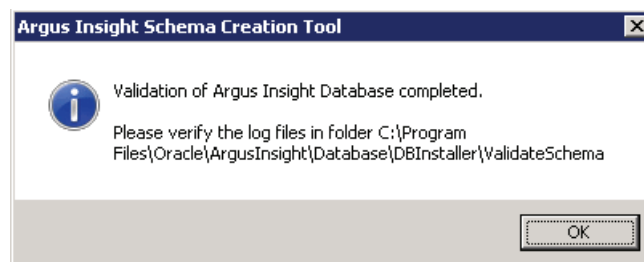 Argus Insight Schema Creation Tool
Validation of Argus Insight Database completed.
Please verify the log files in folder C:\Program
Files\Oracle\ArgusInsight\Database\DBInstaller\ValidateSchema
OK